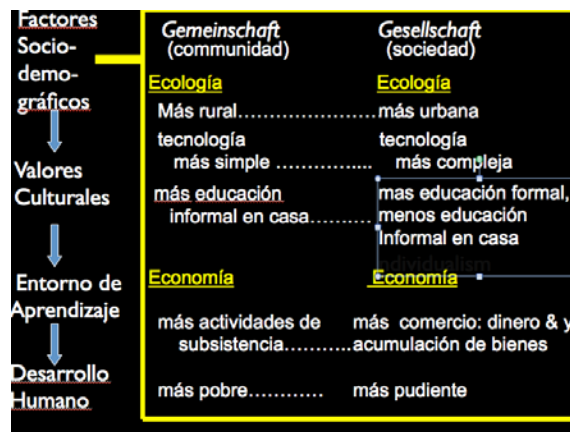 Factores
Socio-
demo-
gráficos
Valores
Culturales
Entorno de
Aprendizaje
Desarrollo
Humano
Gemeinschaft Gesellschaft
(communidad) (sociedad)
Ecología Ecología
Más rural......................más urbana
tecnología tecnología
más simple ................ más compleja
más educación mas educación formal,
informal en casa.......... menos educación
Informal en casa
individualism
Economía Economía
más actividades de más comercio: dinero & y
subsistencia...........acumulación de bienes
más pobre............ más pudiente